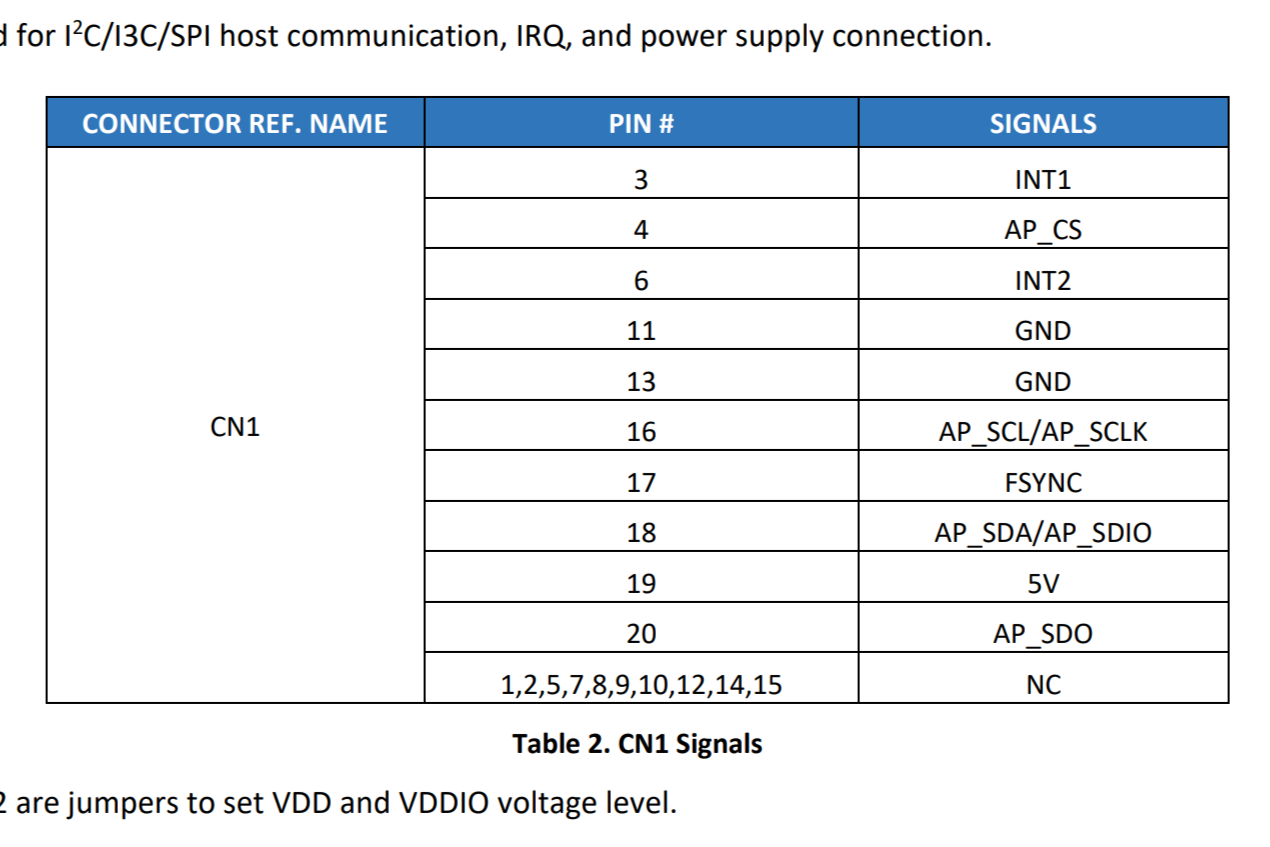 for I²C/I3C/SPI host communication, IRQ, and power supply connection.
CONNECTOR REF. NAME PIN # SIGNALS
3 INT1
4 AP_CS
6 INT2
11 GND
13 GND
CN1
16 AP_SCL/AP_SCLK
17 FSYNC
18 AP_SDA/AP_SDIO
19 5V
20 AP_SDO
1,2,5,7,8,9,10,12,14,15 NC
Table 2. CN1 Signals
2 are jumpers to set VDD and VDDIO voltage level.